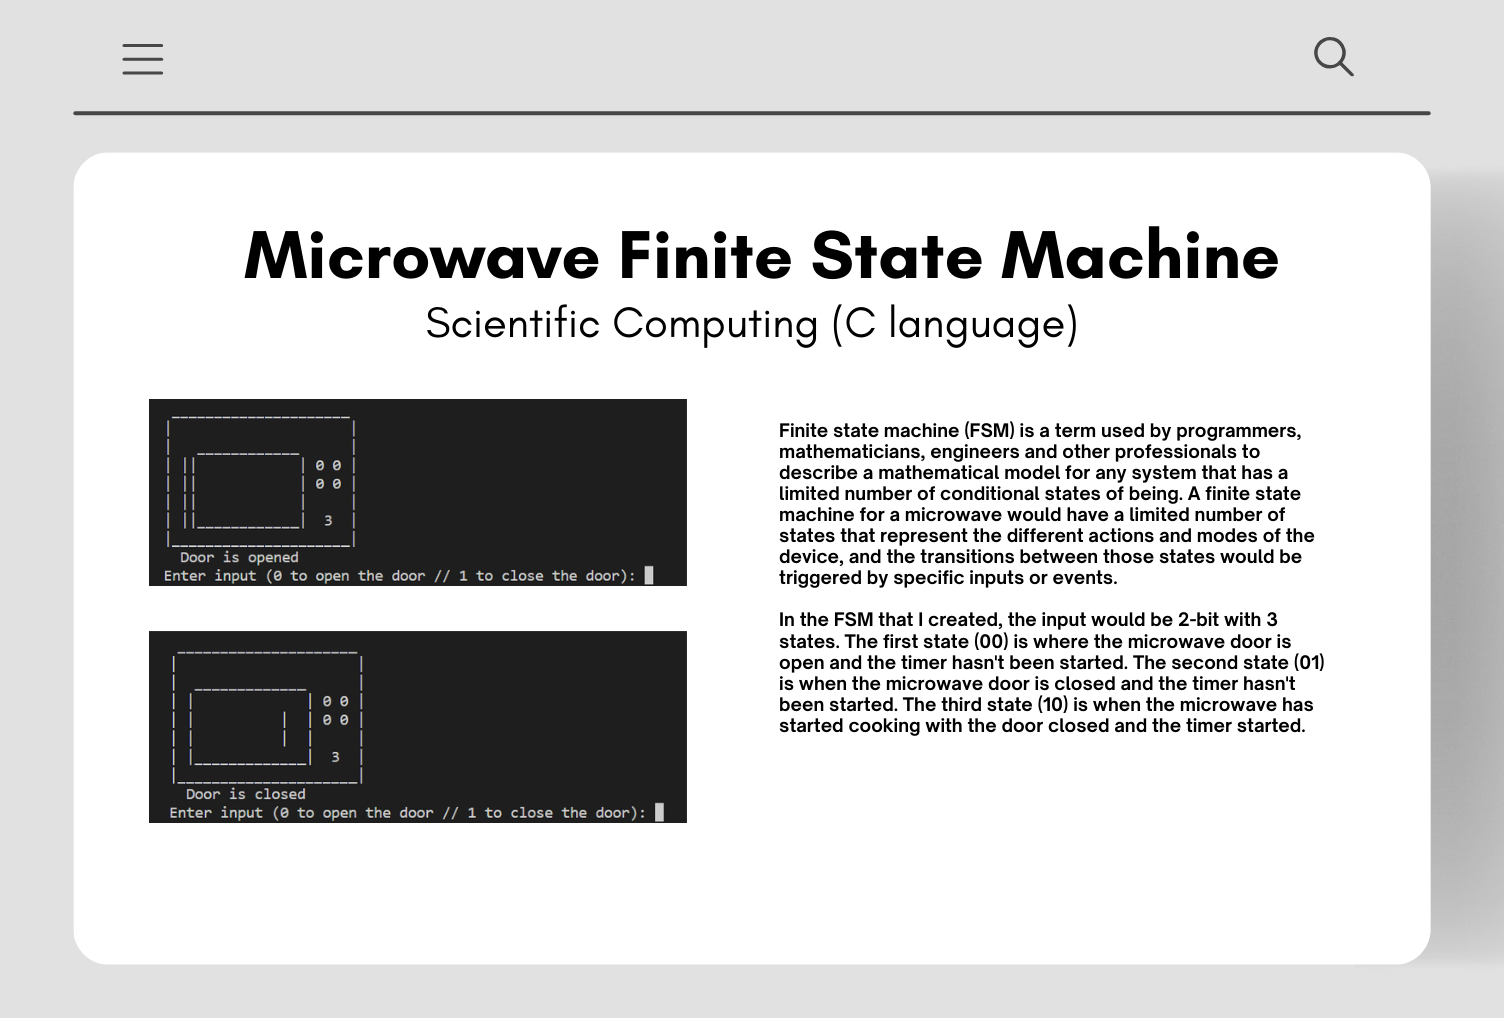 Microwave Finite State Machine
Scientific Computing (C language)
0 0
0 0
3
Door is opened
Enter input (0 to open the door // 1 to close the door):
0 0
0 0
3
Door is closed
Enter input (0 to open the door // 1 to close the door):
Finite state machine (FSM) is a term used by programmers,
mathematicians, engineers and other professionals to
describe a mathematical model for any system that has a
limited number of conditional states of being. A finite state
machine for a microwave would have a limited number of
states that represent the different actions and modes of the
device, and the transitions between those states would be
triggered by specific inputs or events.
In the FSM that I created, the input would be 2-bit with 3
states. The first state (00) is where the microwave door is
open and the timer hasn't been started. The second state (01)
is when the microwave door is closed and the timer hasn't
been started. The third state (10) is when the microwave has
started cooking with the door closed and the timer started.